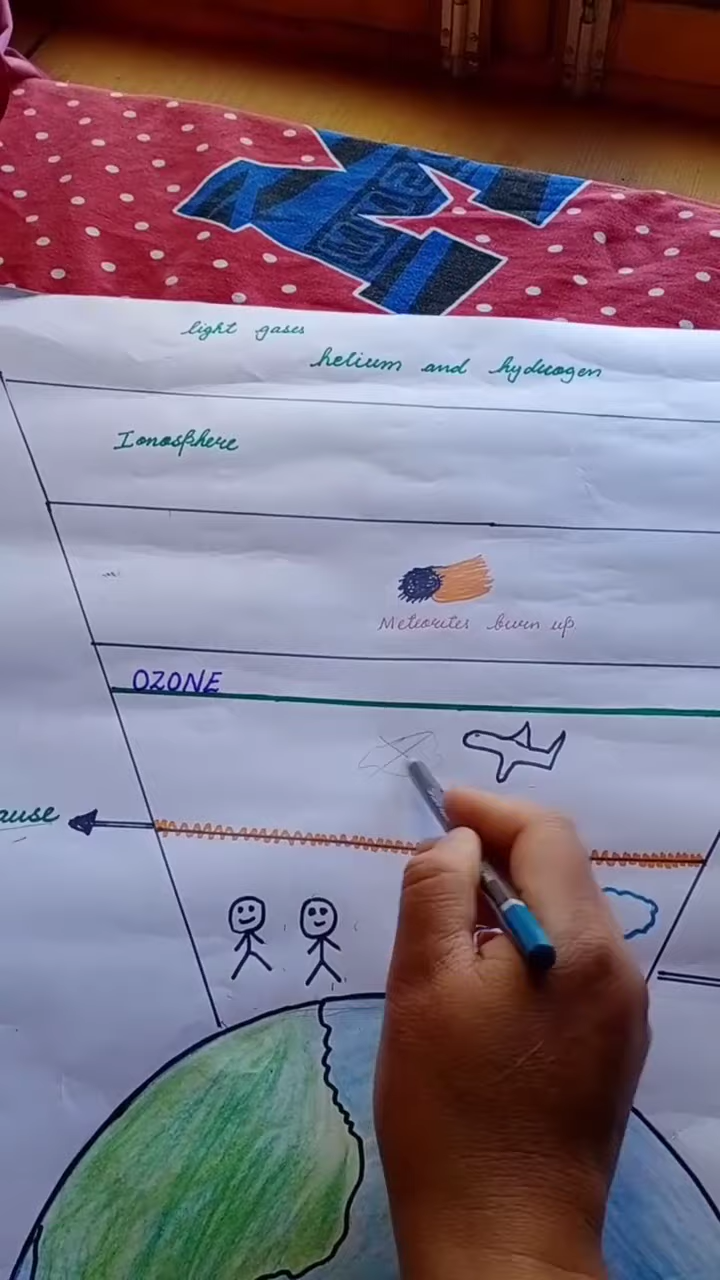 light gases
helium and hydrogen
Ionosphere
Meteorites burn up
OZONE
ause